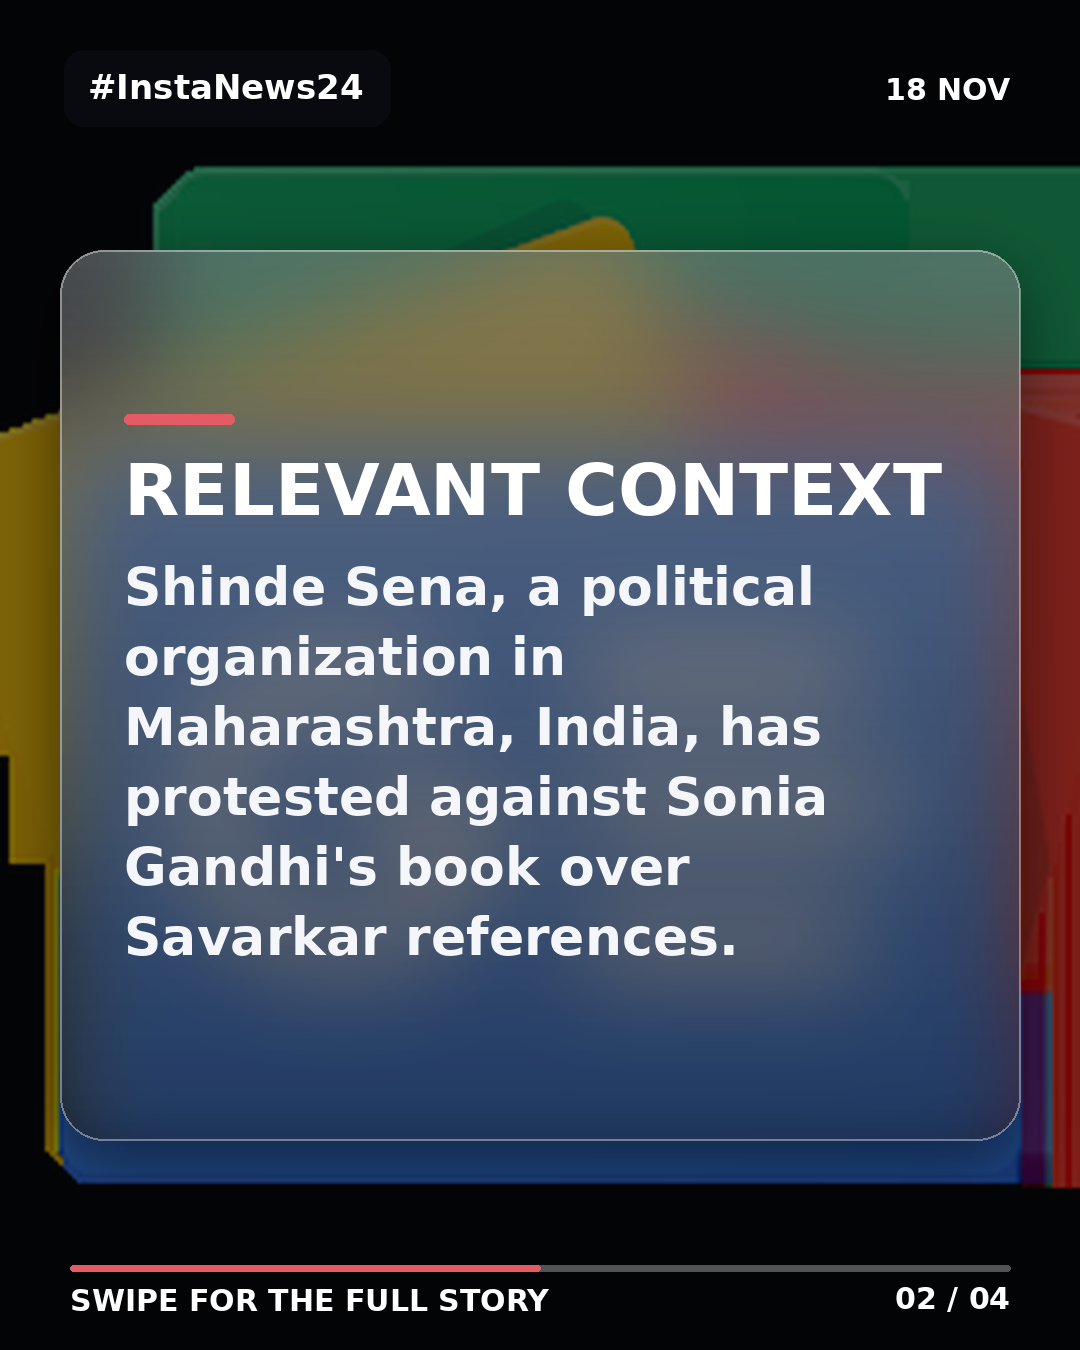 #InstaNews24
18 NOV
RELEVANT CONTEXT
Shinde Sena, a political
organization in
Maharashtra, India, has
protested against Sonia
Gandhi's book over
Savarkar references.
SWIPE FOR THE FULL STORY
02 / 04